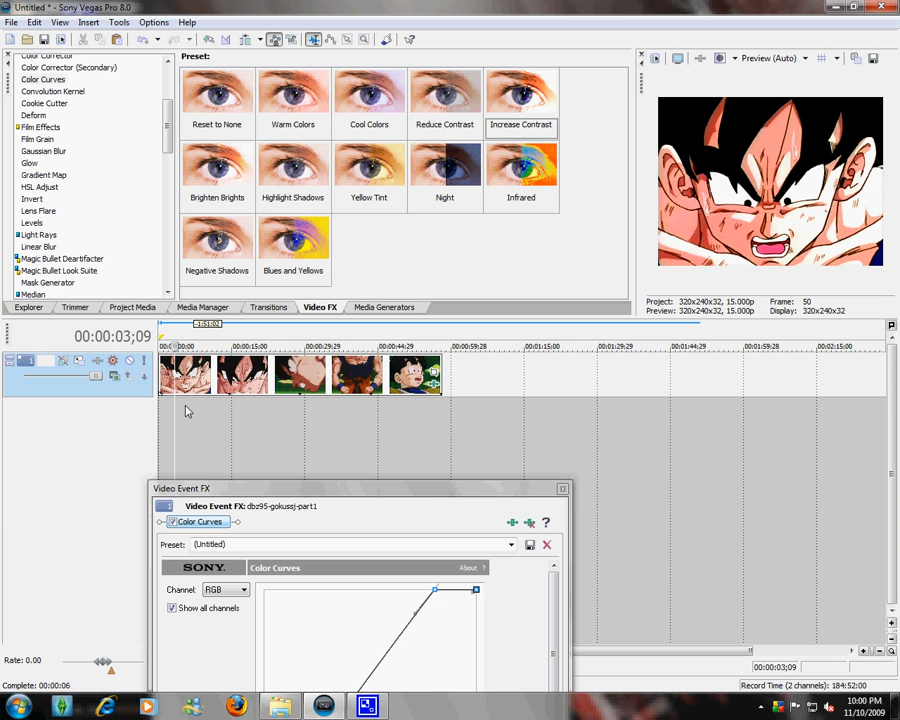 Untitled * - Sony Vegas Pro 8.0
File Edit View Insert Tools Options Help
Color Corrector
Color Corrector (Secondary)
Color Curves
Convolution Kernel
Cookie Cutter
Deform
Film Effects
Film Grain
Gaussian Blur
Glow
Gradient Map
HSL Adjust
Invert
Lens Flare
Levels
Light Rays
Linear Blur
Magic Bullet Deartifacter
Magic Bullet Look Suite
Mask Generator
Median
Preset:
Reset to None Warm Colors Cool Colors Reduce Contrast Increase Contrast
Brighten Brights Highlight Shadows Yellow Tint Night Infrared
Negative Shadows Blues and Yellows
Preview (Auto)
Project: 320x240x32, 15.000p Frame: 50
Preview: 320x240x32, 15.000p Display: 320x240x32
Explorer Trimmer Project Media Media Manager Transitions Video FX Media Generators
-1:51:02
00:00:03;09
00:00:15;00 00:00:29;29 00:00:44;29 00:00:59;28 00:01:15;00 00:01:29;29 00:01:44;29 00:02:00;00 00:02:15;00
1
Video Event FX
Video Event FX: dbz95-gokussj-part1
Color Curves
Preset: (Untitled)
SONY. Color Curves About ?
Channel: RGB
Show all channels
Rate: 0.00
Complete: 00:00:06
00:00:03;09
Record Time (2 channels): 184:52:00
10:00 PM
11/10/2009